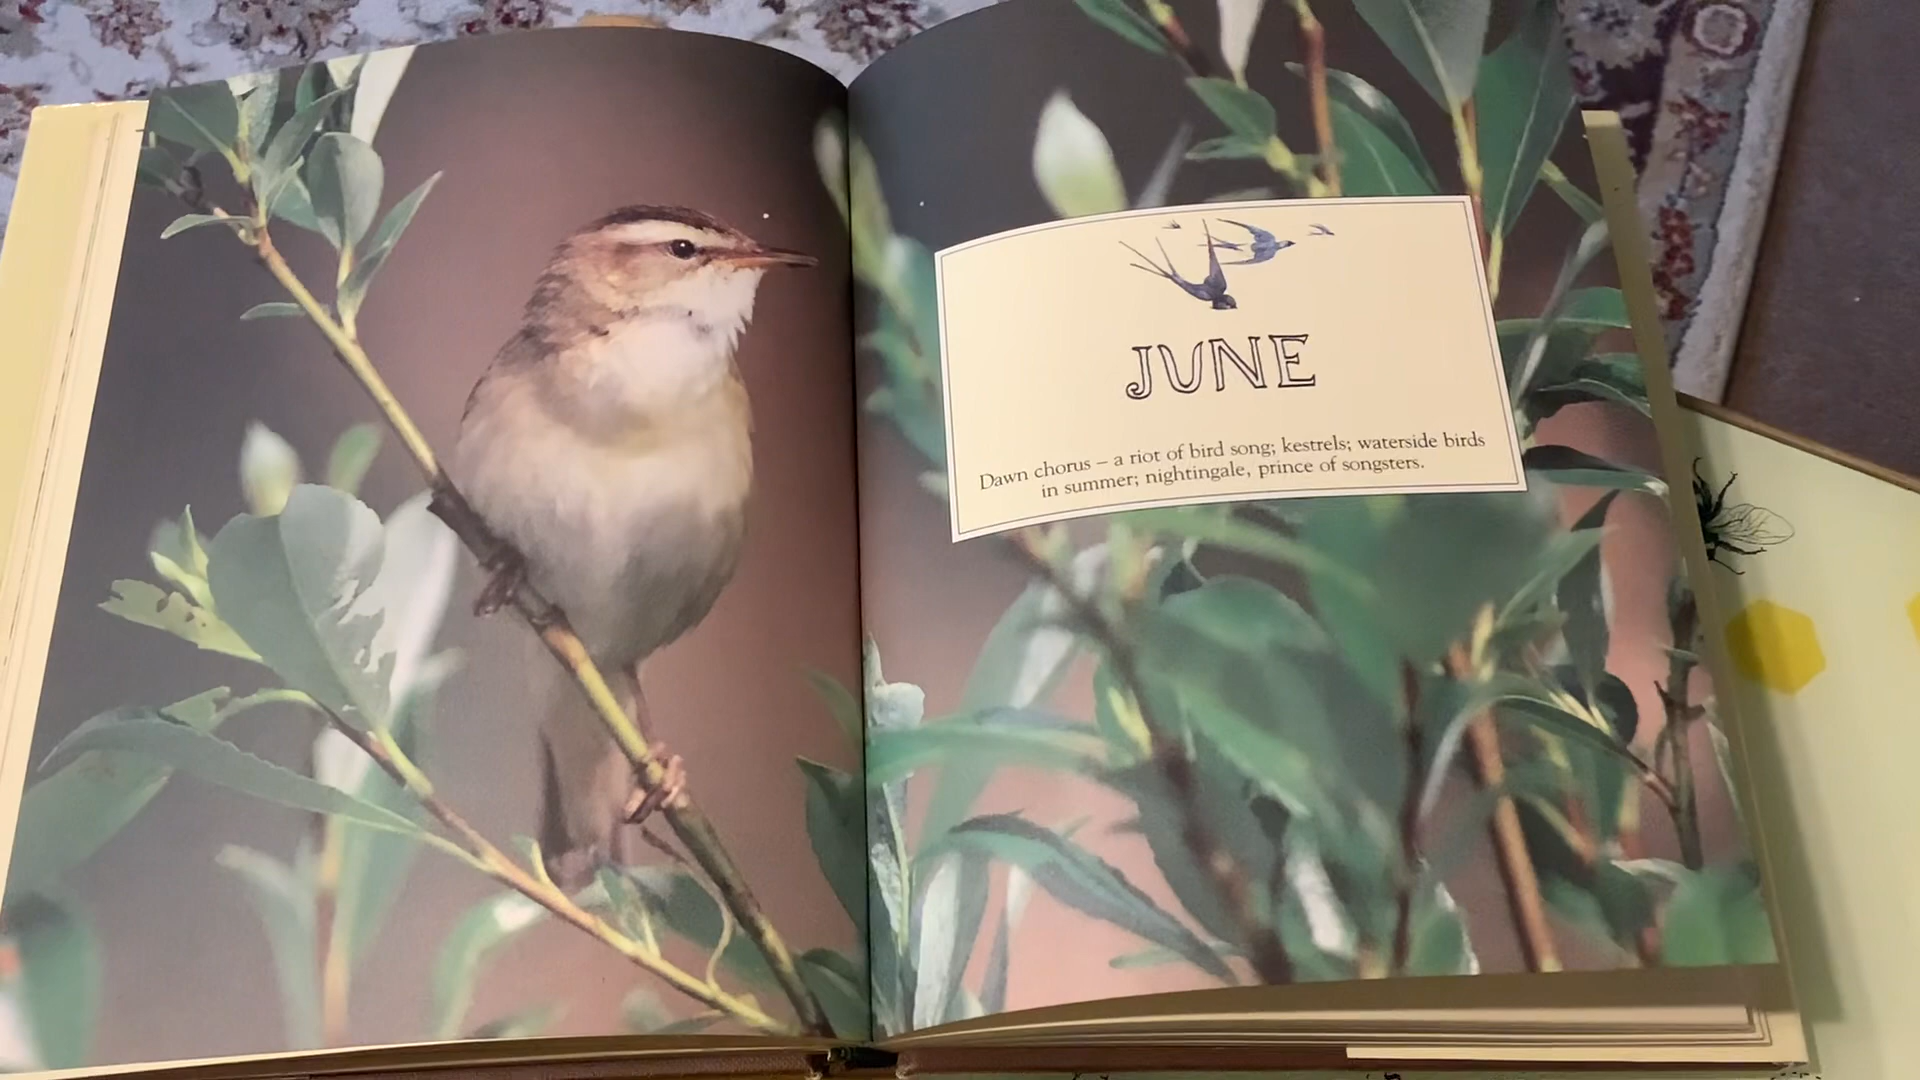 JUNE
Dawn chorus – a riot of bird song; kestrels; waterside birds
in summer; nightingale, prince of songsters.